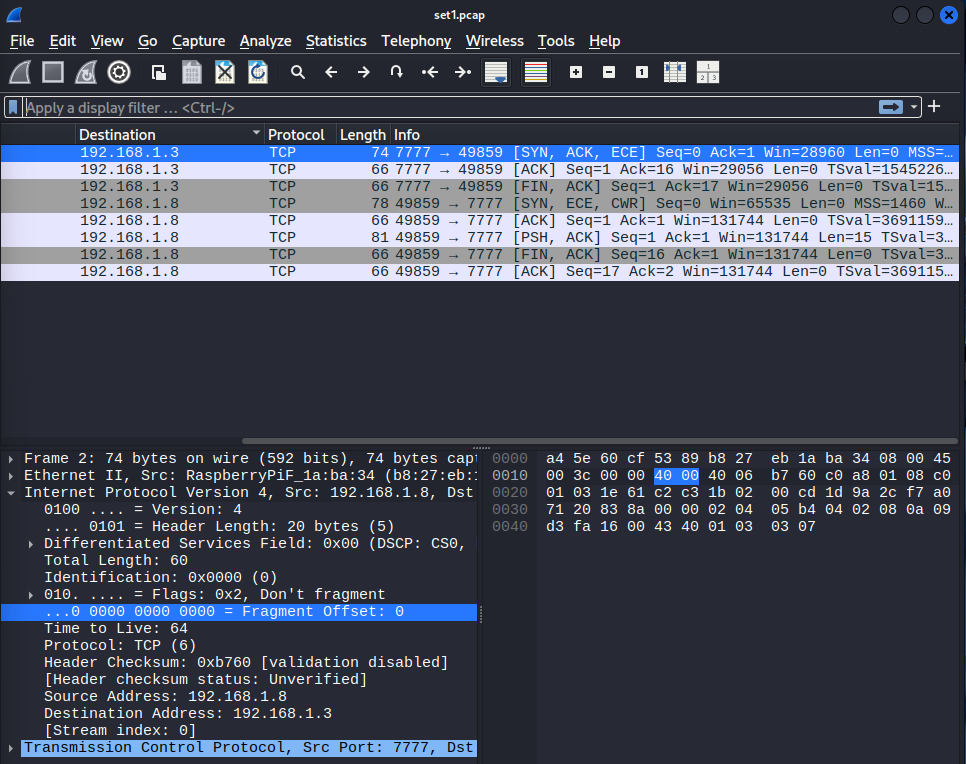 set1.pcap
File Edit View Go Capture Analyze Statistics Telephony Wireless Tools Help
Apply a display filter … <Ctrl-/>
Destination Protocol Length Info
192.168.1.3 TCP 74 7777 → 49859 [SYN, ACK, ECE] Seq=0 Ack=1 Win=28960 Len=0 MSS=…
192.168.1.3 TCP 66 7777 → 49859 [ACK] Seq=1 Ack=16 Win=29056 Len=0 TSval=1545226…
192.168.1.3 TCP 66 7777 → 49859 [FIN, ACK] Seq=1 Ack=17 Win=29056 Len=0 TSval=15…
192.168.1.8 TCP 78 49859 → 7777 [SYN, ECE, CWR] Seq=0 Win=65535 Len=0 MSS=1460 W…
192.168.1.8 TCP 66 49859 → 7777 [ACK] Seq=1 Ack=1 Win=131744 Len=0 TSval=3691159…
192.168.1.8 TCP 81 49859 → 7777 [PSH, ACK] Seq=1 Ack=1 Win=131744 Len=15 TSval=3…
192.168.1.8 TCP 66 49859 → 7777 [FIN, ACK] Seq=16 Ack=1 Win=131744 Len=0 TSval=3…
192.168.1.8 TCP 66 49859 → 7777 [ACK] Seq=17 Ack=2 Win=131744 Len=0 TSval=369115…
Frame 2: 74 bytes on wire (592 bits), 74 bytes capt
Ethernet II, Src: RaspberryPiF_1a:ba:34 (b8:27:eb:1
Internet Protocol Version 4, Src: 192.168.1.8, Dst
0100 .... = Version: 4
.... 0101 = Header Length: 20 bytes (5)
Differentiated Services Field: 0x00 (DSCP: CS0,
Total Length: 60
Identification: 0x0000 (0)
010. .... = Flags: 0x2, Don't fragment
...0 0000 0000 0000 = Fragment Offset: 0
Time to Live: 64
Protocol: TCP (6)
Header Checksum: 0xb760 [validation disabled]
[Header checksum status: Unverified]
Source Address: 192.168.1.8
Destination Address: 192.168.1.3
[Stream index: 0]
Transmission Control Protocol, Src Port: 7777, Dst
0000 a4 5e 60 cf 53 89 b8 27 eb 1a ba 34 08 00 45
0010 00 3c 00 00 40 00 40 06 b7 60 c0 a8 01 08 c0
0020 01 03 1e 61 c2 c3 1b 02 00 cd 1d 9a 2c f7 a0
0030 71 20 83 8a 00 00 02 04 05 b4 04 02 08 0a 09
0040 d3 fa 16 00 43 40 01 03 03 07